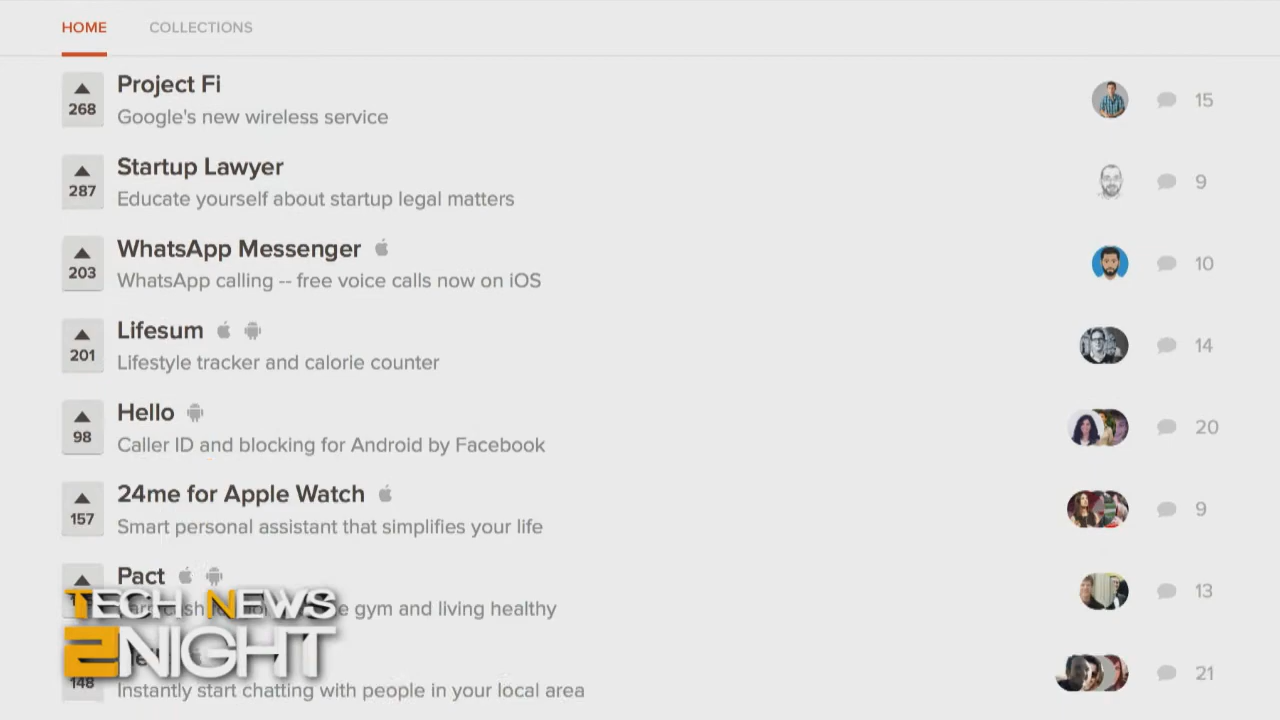 HOME COLLECTIONS
Project Fi
268
Google's new wireless service
15
Startup Lawyer
287
Educate yourself about startup legal matters
9
WhatsApp Messenger
203
WhatsApp calling -- free voice calls now on iOS
10
Lifesum
201
Lifestyle tracker and calorie counter
14
Hello
98
Caller ID and blocking for Android by Facebook
20
24me for Apple Watch
157
Smart personal assistant that simplifies your life
9
Pact
gym and living healthy
13
TECH NEWS
2NIGHT
148
Instantly start chatting with people in your local area
21